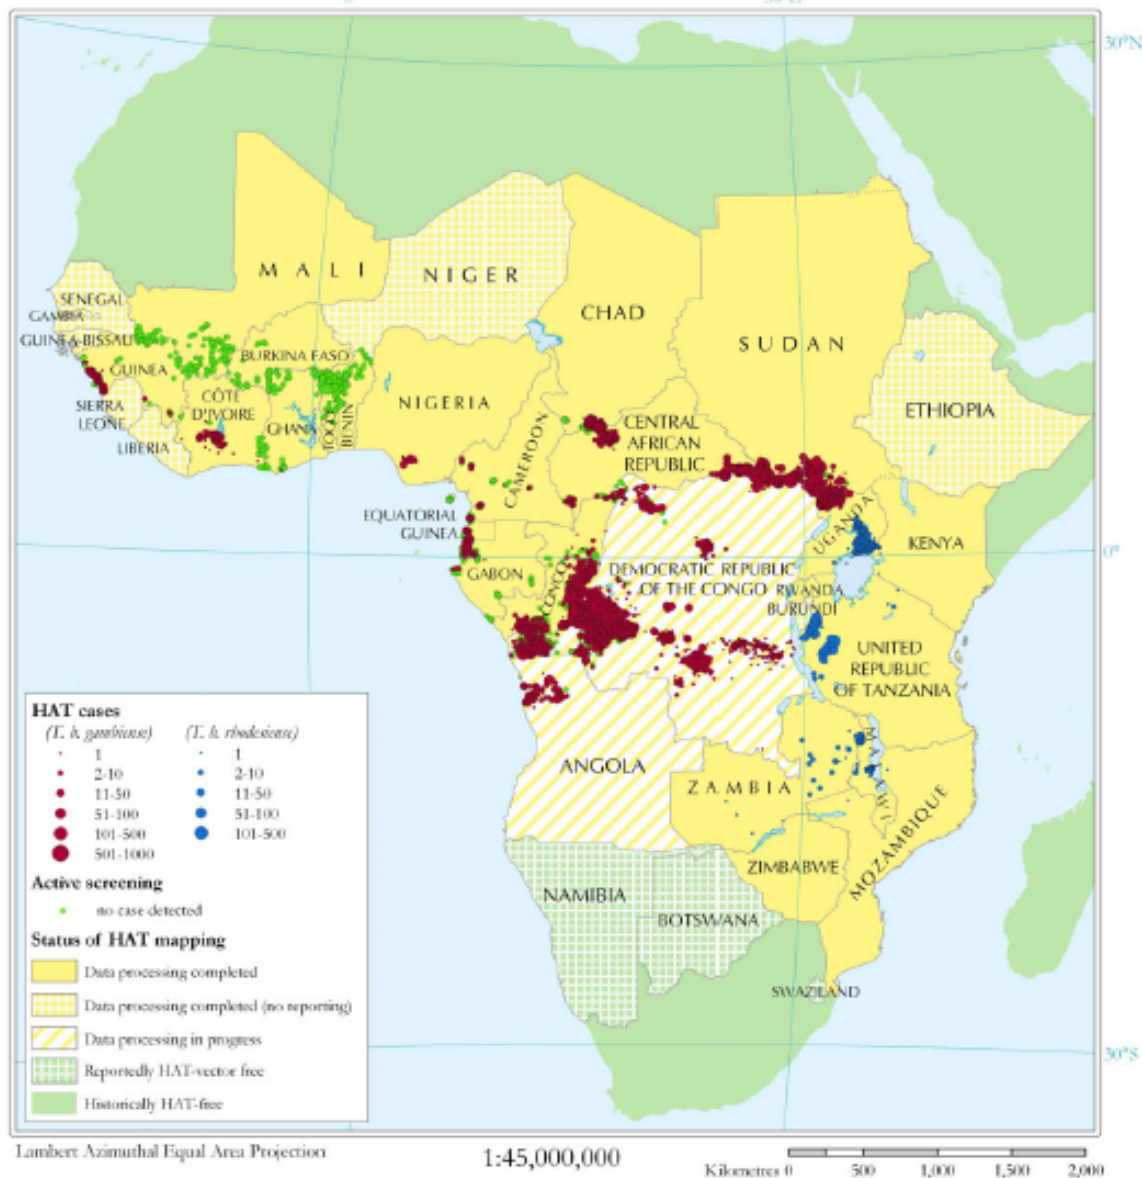 30°N
MALI
NIGER
CHAD
SUDAN
SENEGAL
GAMBIA
GUINEA-BISSAU
GUINEA
BURKINA FASO
SIERRA
LEONE
CÔTE
D'IVOIRE
GHANA
TOGO
BENIN
LIBERIA
NIGERIA
CAMEROON
CENTRAL
AFRICAN
REPUBLIC
ETHIOPIA
EQUATORIAL
GUINEA
GABON
CONGO
DEMOCRATIC REPUBLIC
OF THE CONGO
UGANDA
KENYA
0°
RWANDA
BURUNDI
UNITED
REPUBLIC
OF TANZANIA
ANGOLA
ZAMBIA
MALAWI
MOZAMBIQUE
ZIMBABWE
NAMIBIA
BOTSWANA
SWAZILAND
30°S
HAT cases
(T. b. gambiense) (T. b. rhodesiense)
1 1
2-10 2-10
11-50 11-50
51-100 51-100
101-500 101-500
501-1000
Active screening
no case detected
Status of HAT mapping
Data processing completed
Data processing completed (no reporting)
Data processing in progress
Reportedly HAT-vector free
Historically HAT-free
Lambert Azimuthal Equal Area Projection
1:45,000,000
Kilometres 0 500 1,000 1,500 2,000